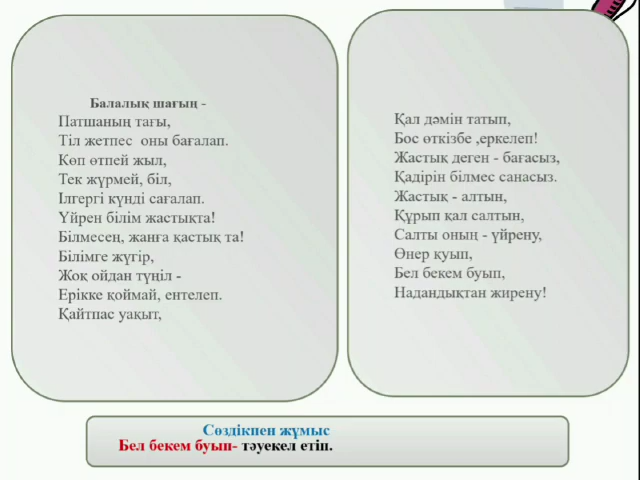 Балалық шағың -
Патшаның тағы,
Тіл жетпес  оны бағалап.
Көп өтпей жыл,
Тек жүрмей, біл,
Ілгергі күнді сағалап.
Үйрен білім жастықта!
Білмесең, жанға қастық та!
Білімге жүгір,
Жоқ ойдан түңіл -
Ерікке қоймай, ентелеп.
Қайтпас уақыт,
Қал дәмін татып,
Бос өткізбе ,еркелеп!
Жастық деген - бағасыз,
Қадірін білмес санасыз.
Жастық - алтын,
Құрып қал салтын,
Салты оның - үйрену,
Өнер қуып,
Бел бекем буып,
Надандықтан жирену!
Сөздікпен жұмыс
Бел бекем буып- тәуекел етіп.